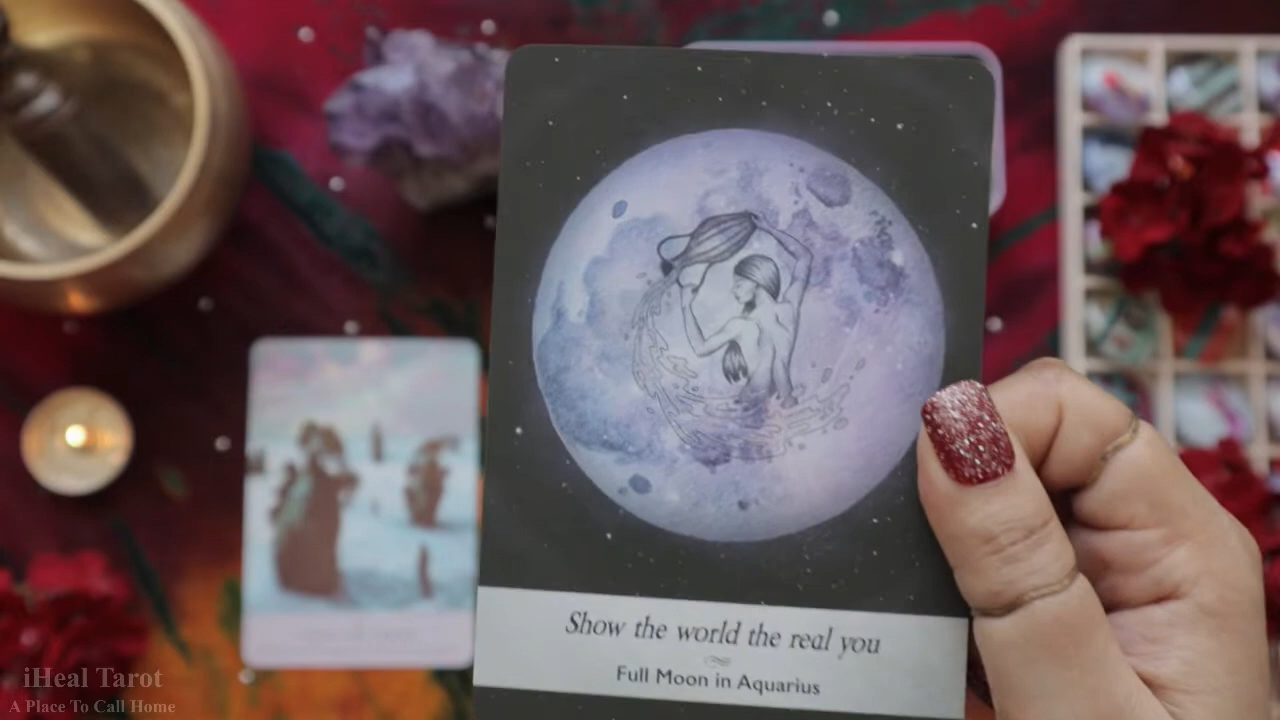 Show the world the real you
Full Moon in Aquarius
iHeal Tarot
A Place To Call Home